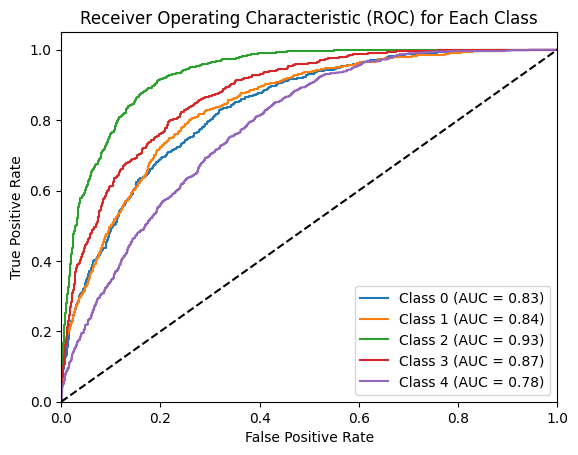 Receiver Operating Characteristic (ROC) for Each Class
1.0
0.8
0.6
0.4
0.2
0.0
True Positive Rate
Class 0 (AUC = 0.83)
Class 1 (AUC = 0.84)
Class 2 (AUC = 0.93)
Class 3 (AUC = 0.87)
Class 4 (AUC = 0.78)
0.0 0.2 0.4 0.6 0.8 1.0
False Positive Rate